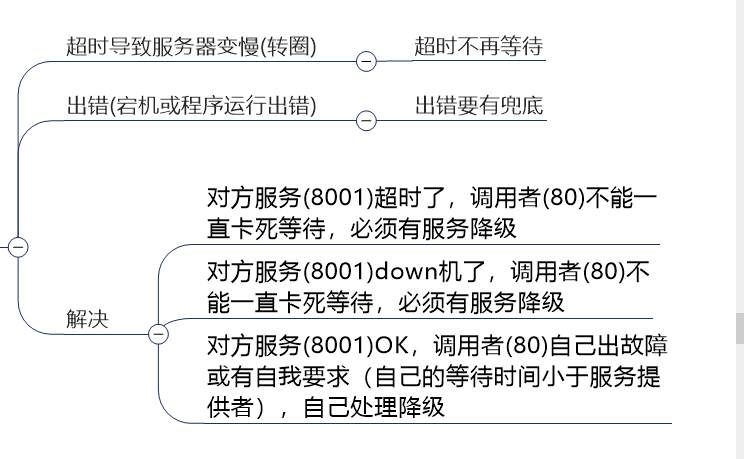 超时导致服务器变慢(转圈)
超时不再等待
出错(宕机或程序运行出错)
出错要有兜底
解决
对方服务(8001)超时了，调用者(80)不能一
直卡死等待，必须有服务降级
对方服务(8001)down机了，调用者(80)不
能一直卡死等待，必须有服务降级
对方服务(8001)OK，调用者(80)自己出故障
或有自我要求（自己的等待时间小于服务提
供者），自己处理降级